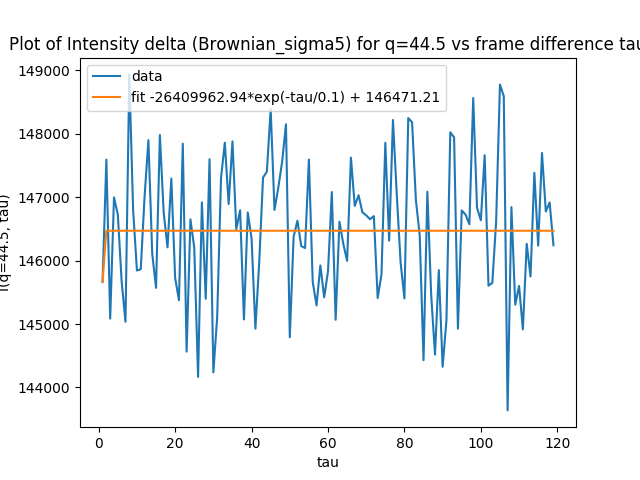 Plot of Intensity delta (Brownian_sigma5) for q=44.5 vs frame difference tau
data
fit -26409962.94*exp(-tau/0.1) + 146471.21
149000
148000
147000
146000
145000
144000
I(q=44.5, tau)
0 20 40 60 80 100 120
tau